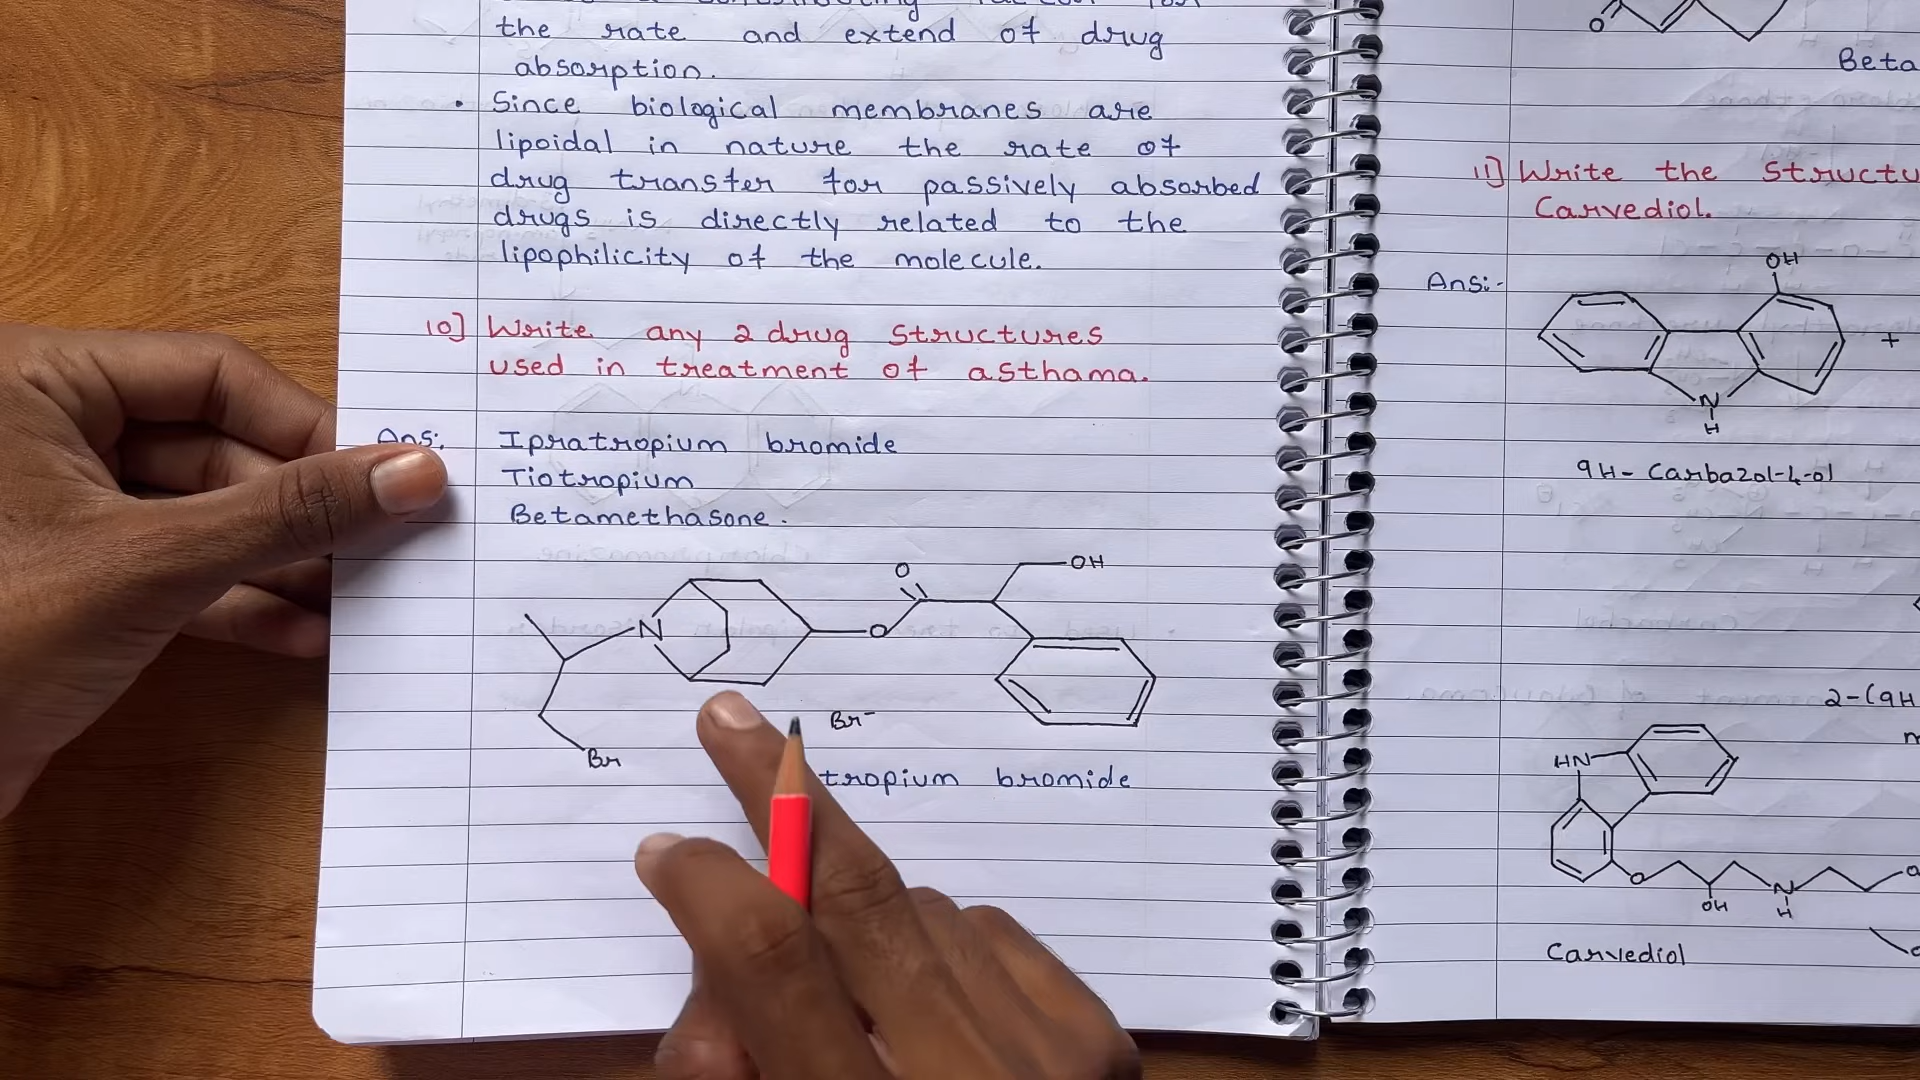 the rate and extend of drug
absorption.
• Since biological membranes are
lipoidal in nature the rate of
drug transfer for passively absorbed
drugs is directly related to the
lipophilicity of the molecule.
10] Write any 2 drug structures
used in treatment of asthama.
Ans: Ipratropium bromide
Tiotropium
Betamethasone.
O
OH
N
O
Br⁻
Br
tropium bromide
O
Beta
11] Write the Structu
Carvediol.
Ans:-
OH
+
N
H
9H- Carbazol-4-ol
2-(9H
HN
O
OH
N
H
Carvediol